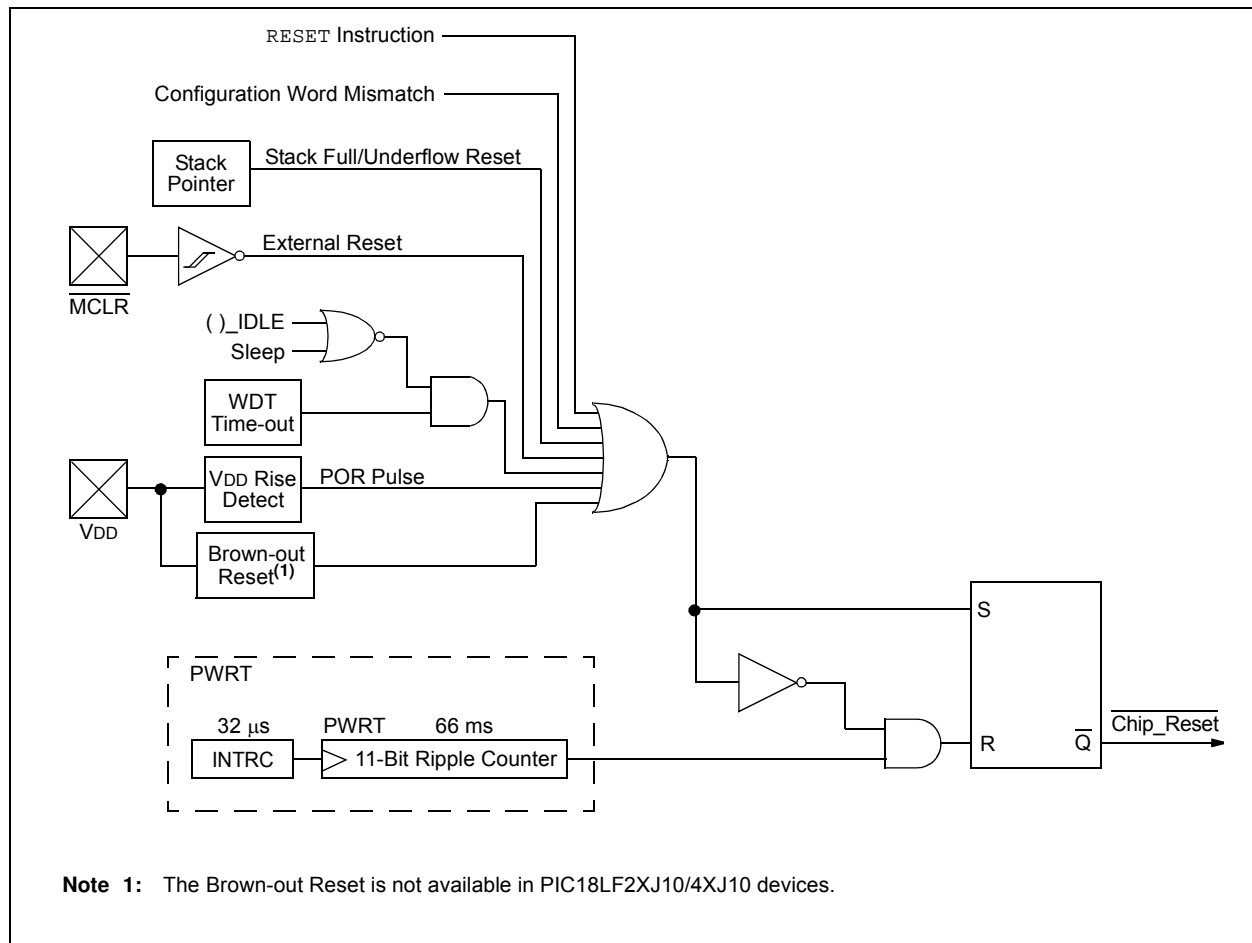 RESET Instruction
Configuration Word Mismatch
Stack
Pointer
Stack Full/Underflow Reset
External Reset
MCLR
( )_IDLE
Sleep
WDT
Time-out
VDD Rise
Detect
POR Pulse
VDD
Brown-out
Reset(1)
S
PWRT
32 μs
PWRT
66 ms
INTRC
11-Bit Ripple Counter
R
Q
Chip_Reset
Note 1: The Brown-out Reset is not available in PIC18LF2XJ10/4XJ10 devices.